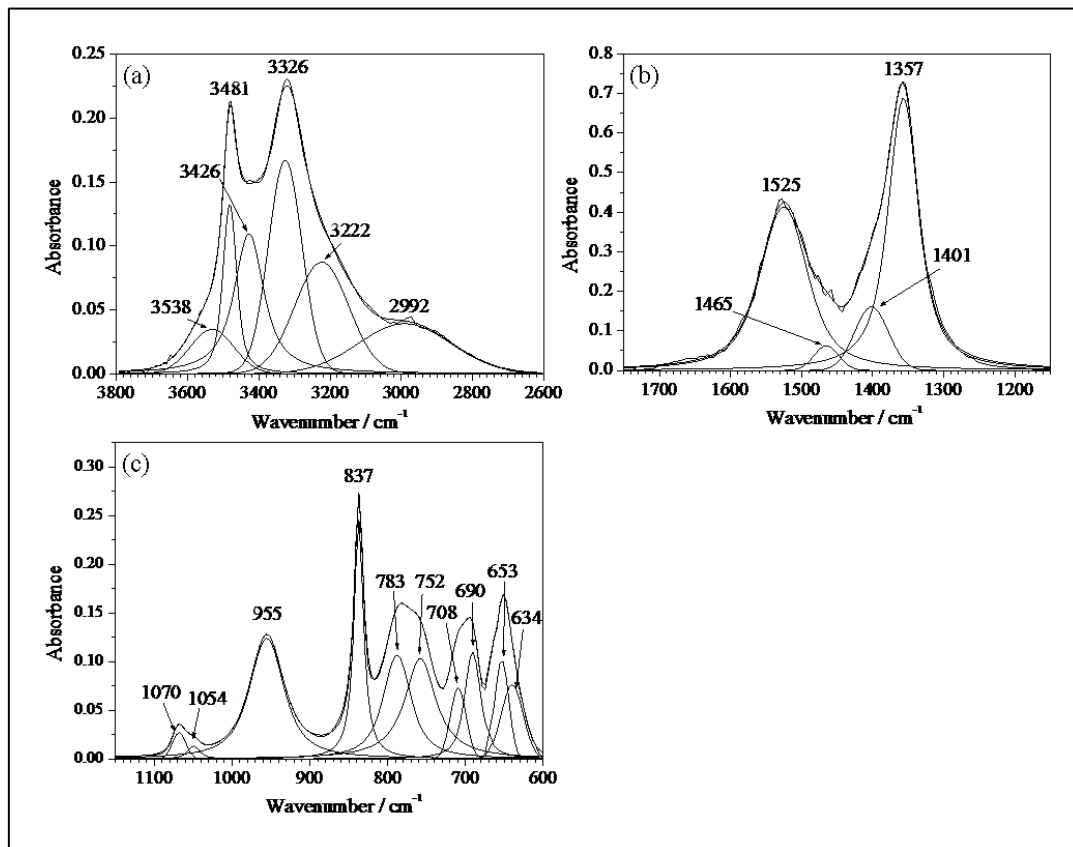 (a)
0.25
0.20
0.15
0.10
0.05
0.00
Absorbance
3481
3326
3426
3222
3538
2992
3800 3600 3400 3200 3000 2800 2600
Wavenumber / cm⁻¹
(b)
0.8
0.7
0.6
0.5
0.4
0.3
0.2
0.1
0.0
Absorbance
1357
1525
1401
1465
1700 1600 1500 1400 1300 1200
Wavenumber / cm⁻¹
(c)
0.30
0.25
0.20
0.15
0.10
0.05
0.00
Absorbance
837
783 752 690 653
708 634
955
1070 1054
1100 1000 900 800 700 600
Wavenumber / cm⁻¹